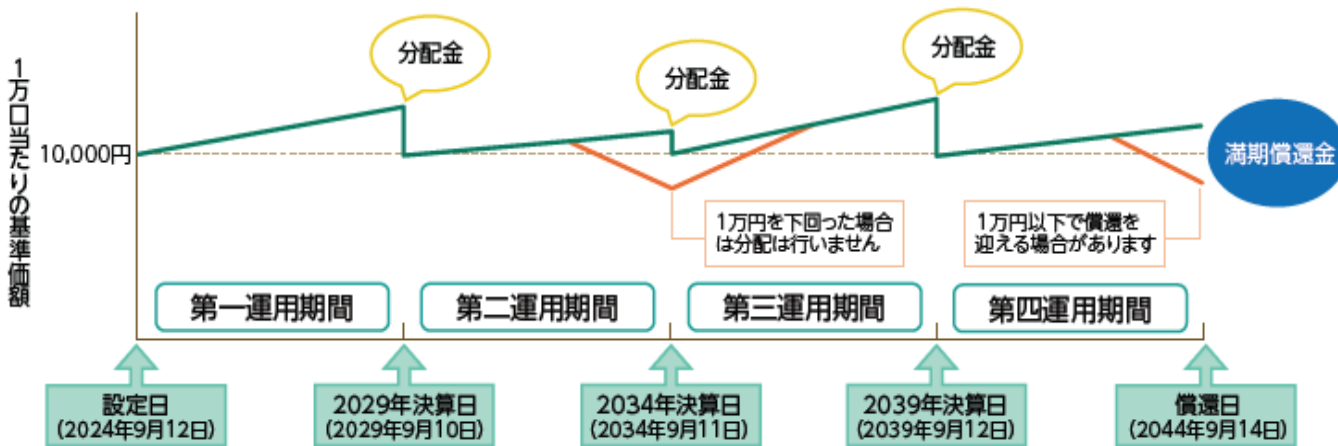 1万口当たりの基準価額
10,000円
分配金
分配金
分配金
満期償還金
1万円を下回った場合
は分配は行いません
1万円以下で償還を
迎える場合があります
第一運用期間
第二運用期間
第三運用期間
第四運用期間
設定日
(2024年9月12日)
2029年決算日
(2029年9月10日)
2034年決算日
(2034年9月11日)
2039年決算日
(2039年9月12日)
償還日
(2044年9月14日)